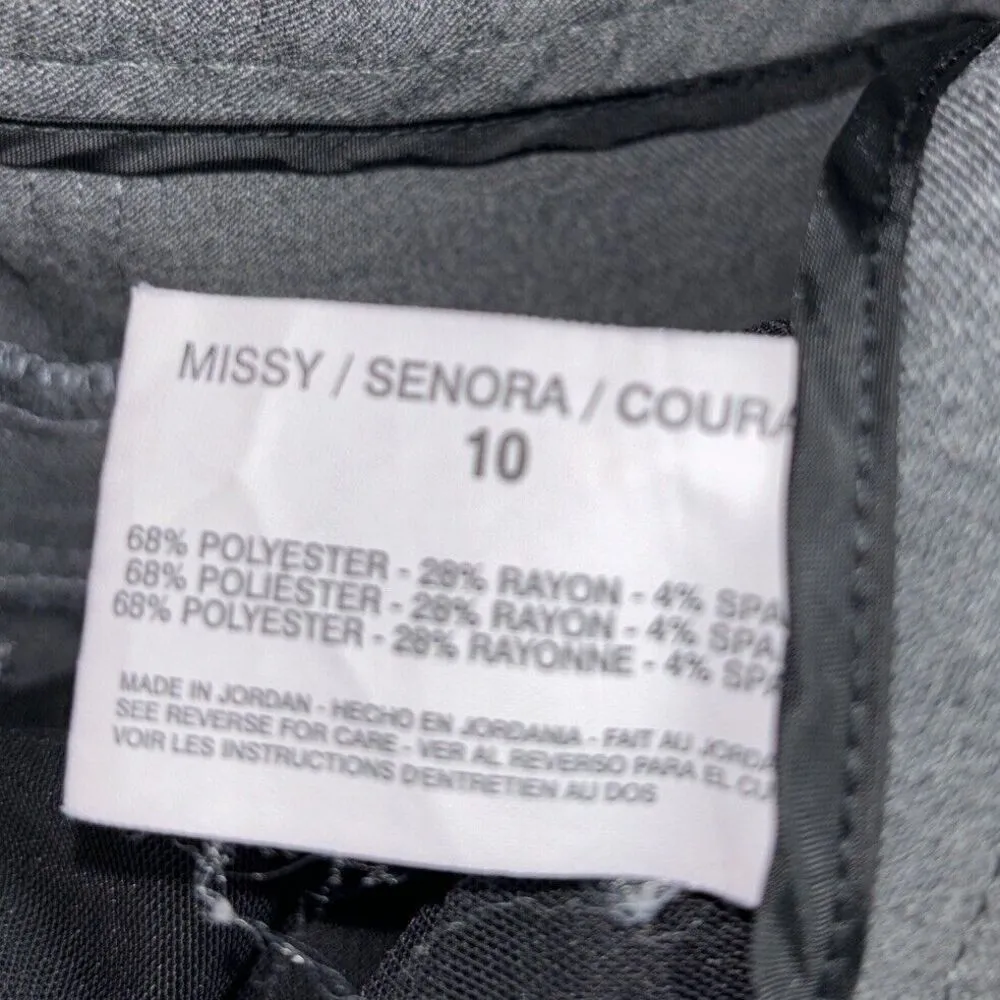 MISSY / SENORA / COURA
10
68% POLYESTER - 28% RAYON - 4% SPA
68% POLIESTER - 28% RAYON - 4% SPA
68% POLYESTER - 28% RAYONNE - 4% SPA
MADE IN JORDAN - HECHO EN JORDANIA - FAIT AU JORDA
SEE REVERSE FOR CARE - VER AL REVERSO PARA EL CU
VOIR LES INSTRUCTIONS D'ENTRETIEN AU DOS